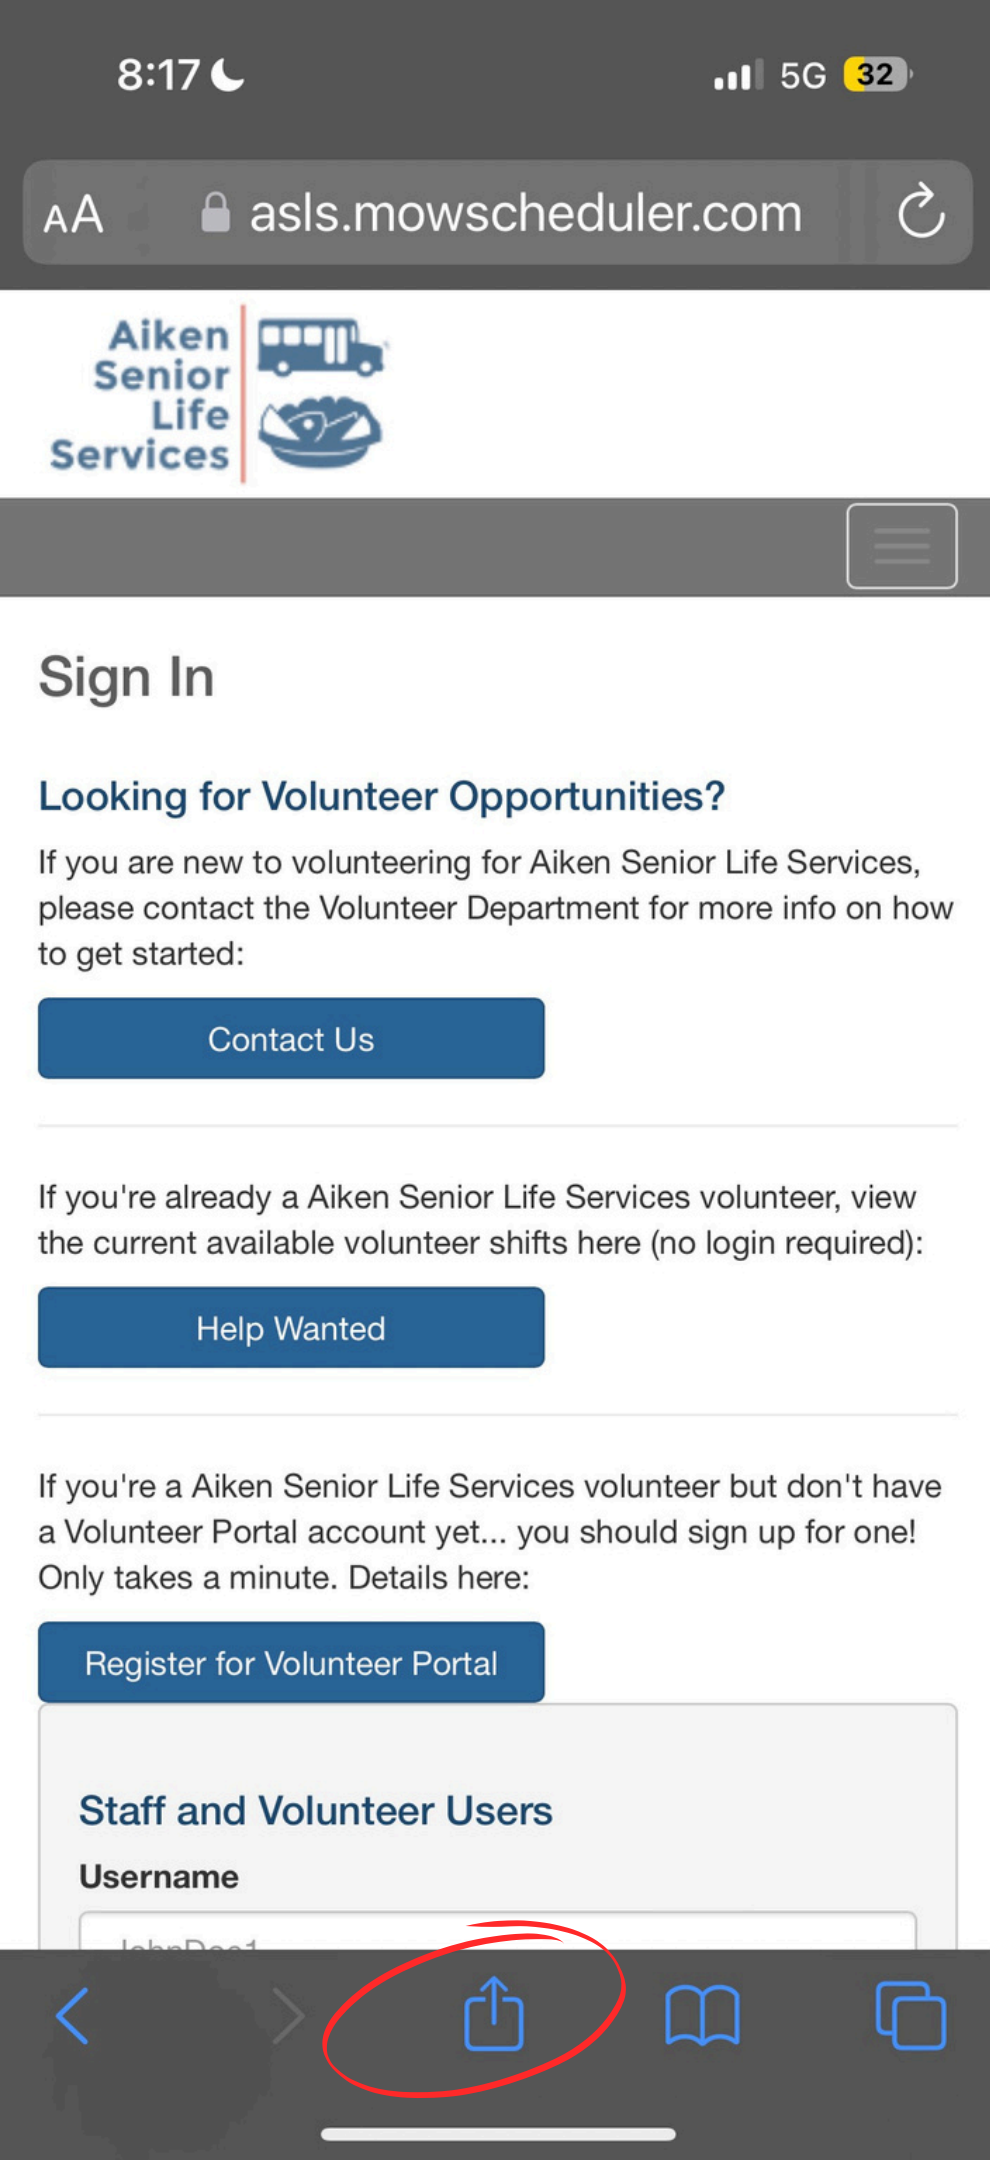 8:17
5G 32
AA asls.mowscheduler.com
Aiken
Senior
Life
Services
Sign In
Looking for Volunteer Opportunities?
If you are new to volunteering for Aiken Senior Life Services,
please contact the Volunteer Department for more info on how
to get started:
Contact Us
If you're already a Aiken Senior Life Services volunteer, view
the current available volunteer shifts here (no login required):
Help Wanted
If you're a Aiken Senior Life Services volunteer but don't have
a Volunteer Portal account yet... you should sign up for one!
Only takes a minute. Details here:
Register for Volunteer Portal
Staff and Volunteer Users
Username
JohnDoe1